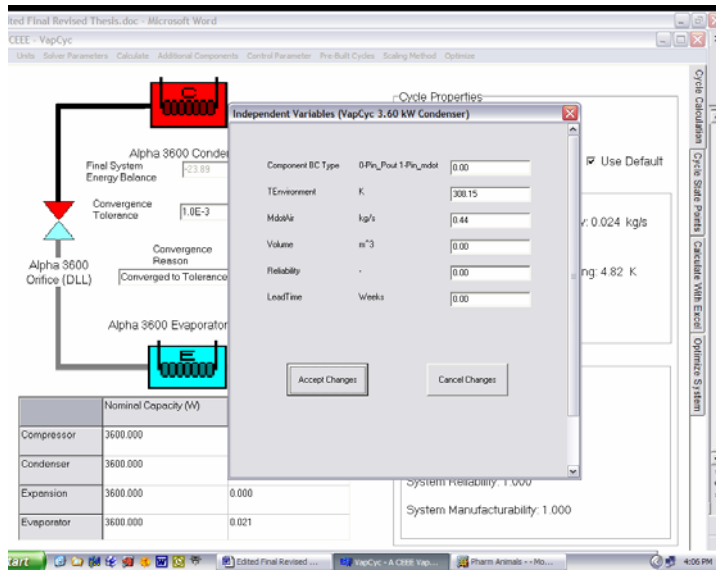 ted Final Revised Thesis.doc - Microsoft Word
CEEE - VapCyc
Units Solver Parameters Calculate Additional Components Control Parameter Pre-Built Cycles Scaling Method Optimize
C
Alpha 3600 Conde
Final System Energy Balance
-23.89
Convergence Tolerance
1.0E-3
Convergence Reason
Converged to Tolerance
Alpha 3600 Orifice (DLL)
Alpha 3600 Evaporator
E
Cycle Properties
Use Default
y: 0.024 kg/s
ng: 4.82 K
System Reliability: 1.000
System Manufacturability: 1.000
Cycle Calculation
Cycle State Points
Calculate With Excel
Optimize System
Independent Variables (VapCyc 3.60 kW Condenser)
Component BC Type 0-Pin_Pout 1-Pin_mdot 0.00
TEnvironment K 308.15
MdotAir kg/s 0.44
Volume m^3 0.00
Reliability - 0.00
LeadTime Weeks 0.00
Accept Changes
Cancel Changes
Nominal Capacity (W)
Compressor 3600.000
Condenser 3600.000
Expansion 3600.000 0.000
Evaporator 3600.000 0.021
tart
Edited Final Revised ...
VapCyc - A CEEE Vap...
Pharm Animals - - Mo...
4:06 PM